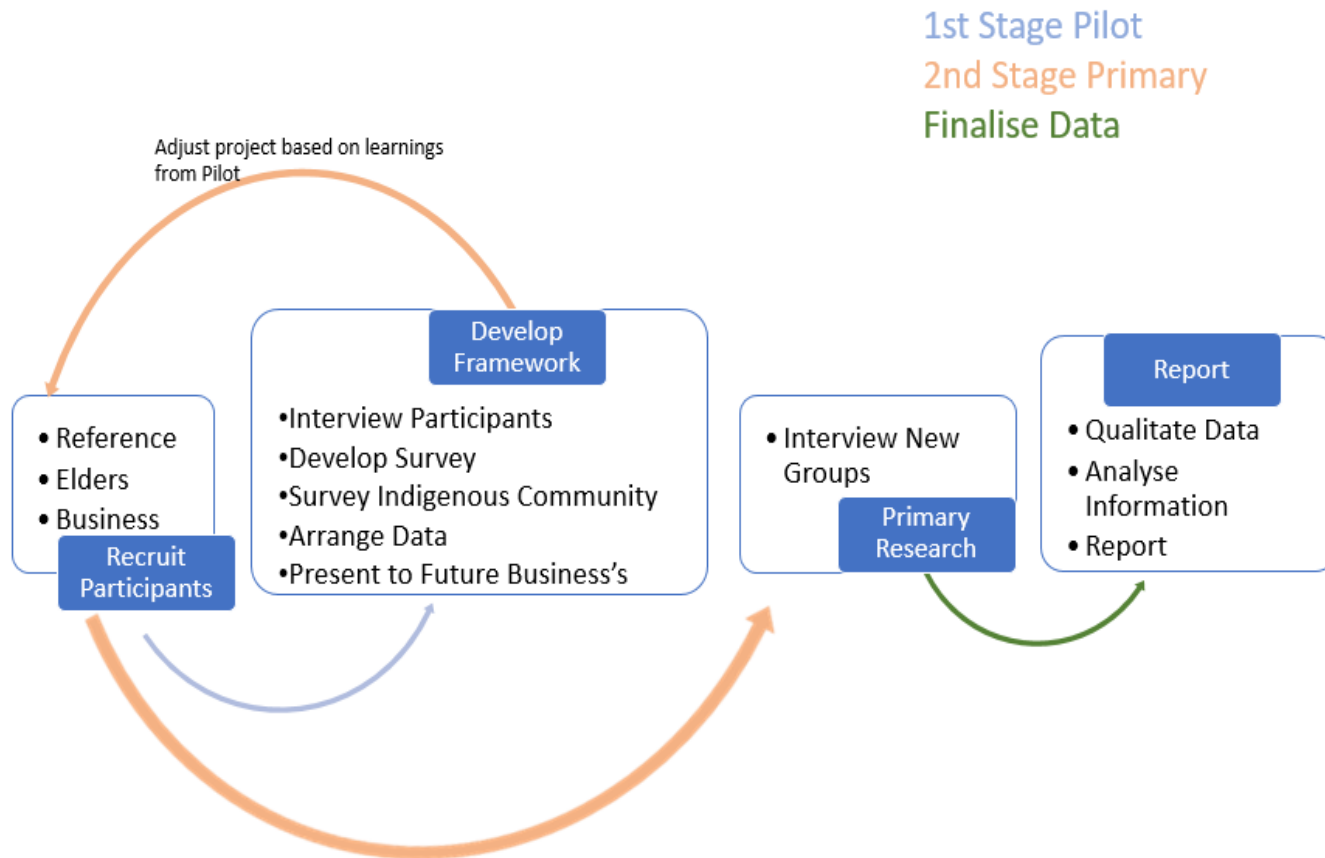 1st Stage Pilot
2nd Stage Primary
Finalise Data
Adjust project based on learnings
from Pilot
• Reference
• Elders
• Business
Recruit
Participants
Develop
Framework
•Interview Participants
•Develop Survey
•Survey Indigenous Community
•Arrange Data
•Present to Future Business’s
• Interview New
Groups
Primary
Research
Report
• Qualitate Data
• Analyse
Information
• Report